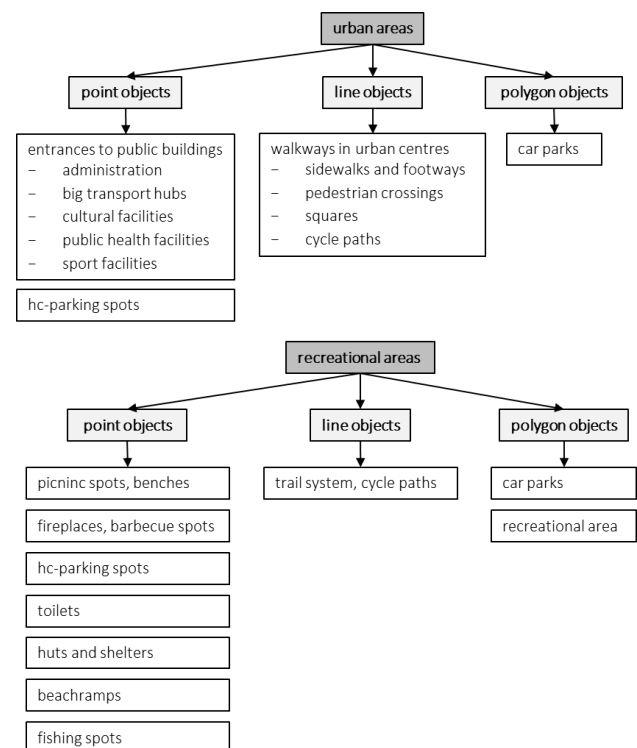 urban areas
point objects
line objects
polygon objects
entrances to public buildings
– administration
– big transport hubs
– cultural facilities
– public health facilities
– sport facilities
hc-parking spots
walkways in urban centres
– sidewalks and footways
– pedestrian crossings
– squares
– cycle paths
car parks
recreational areas
point objects
line objects
polygon objects
picninc spots, benches
fireplaces, barbecue spots
hc-parking spots
toilets
huts and shelters
beachramps
fishing spots
trail system, cycle paths
car parks
recreational area